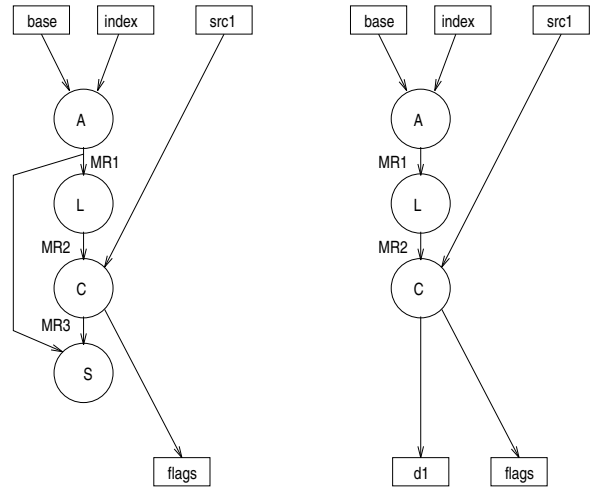 base index src1
A
MR1
L
MR2
C
MR3
S
flags
base index src1
A
MR1
L
MR2
C
d1 flags